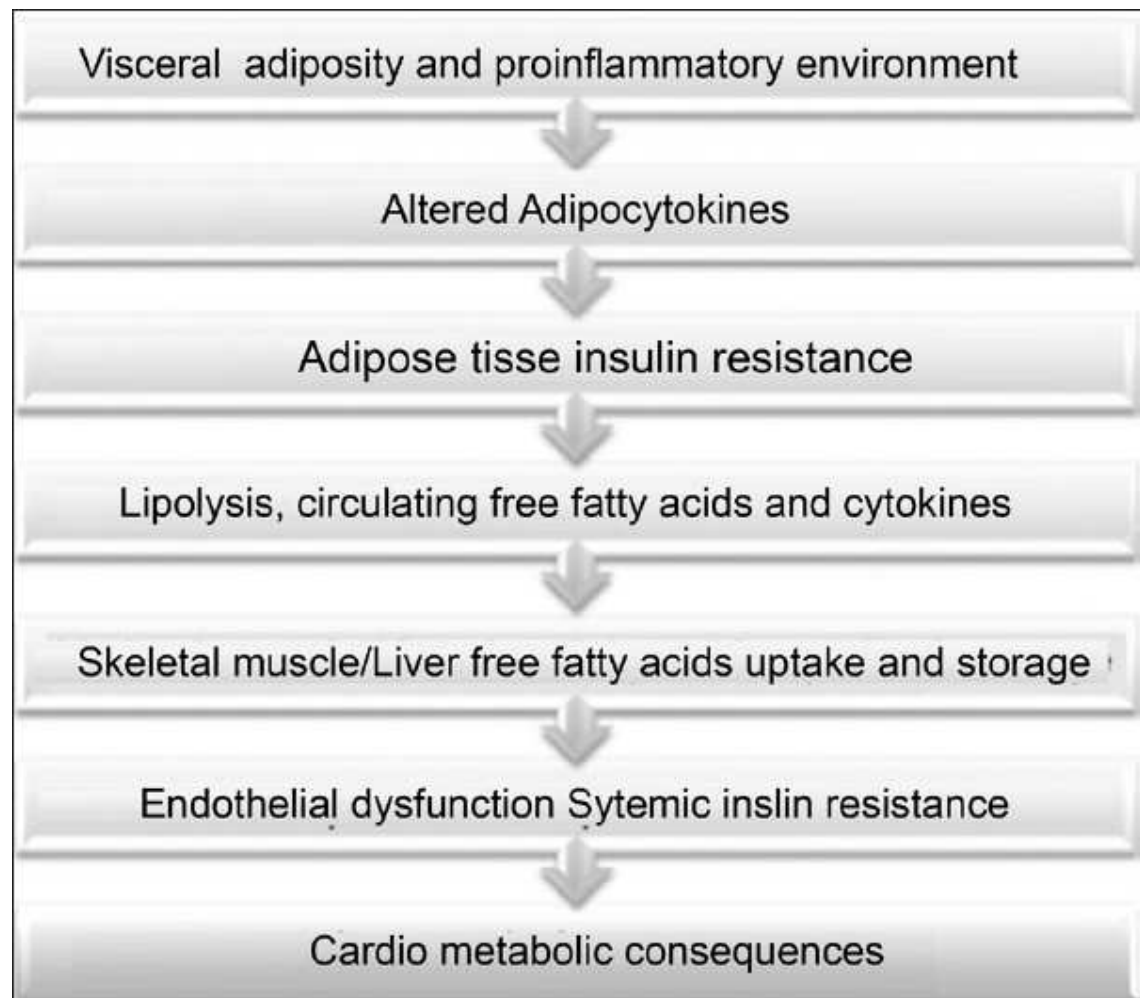 Visceral adiposity and proinflammatory environment
Altered Adipocytokines
Adipose tisse insulin resistance
Lipolysis, circulating free fatty acids and cytokines
Skeletal muscle/Liver free fatty acids uptake and storage
Endothelial dysfunction Sytemic inslin resistance
Cardio metabolic consequences